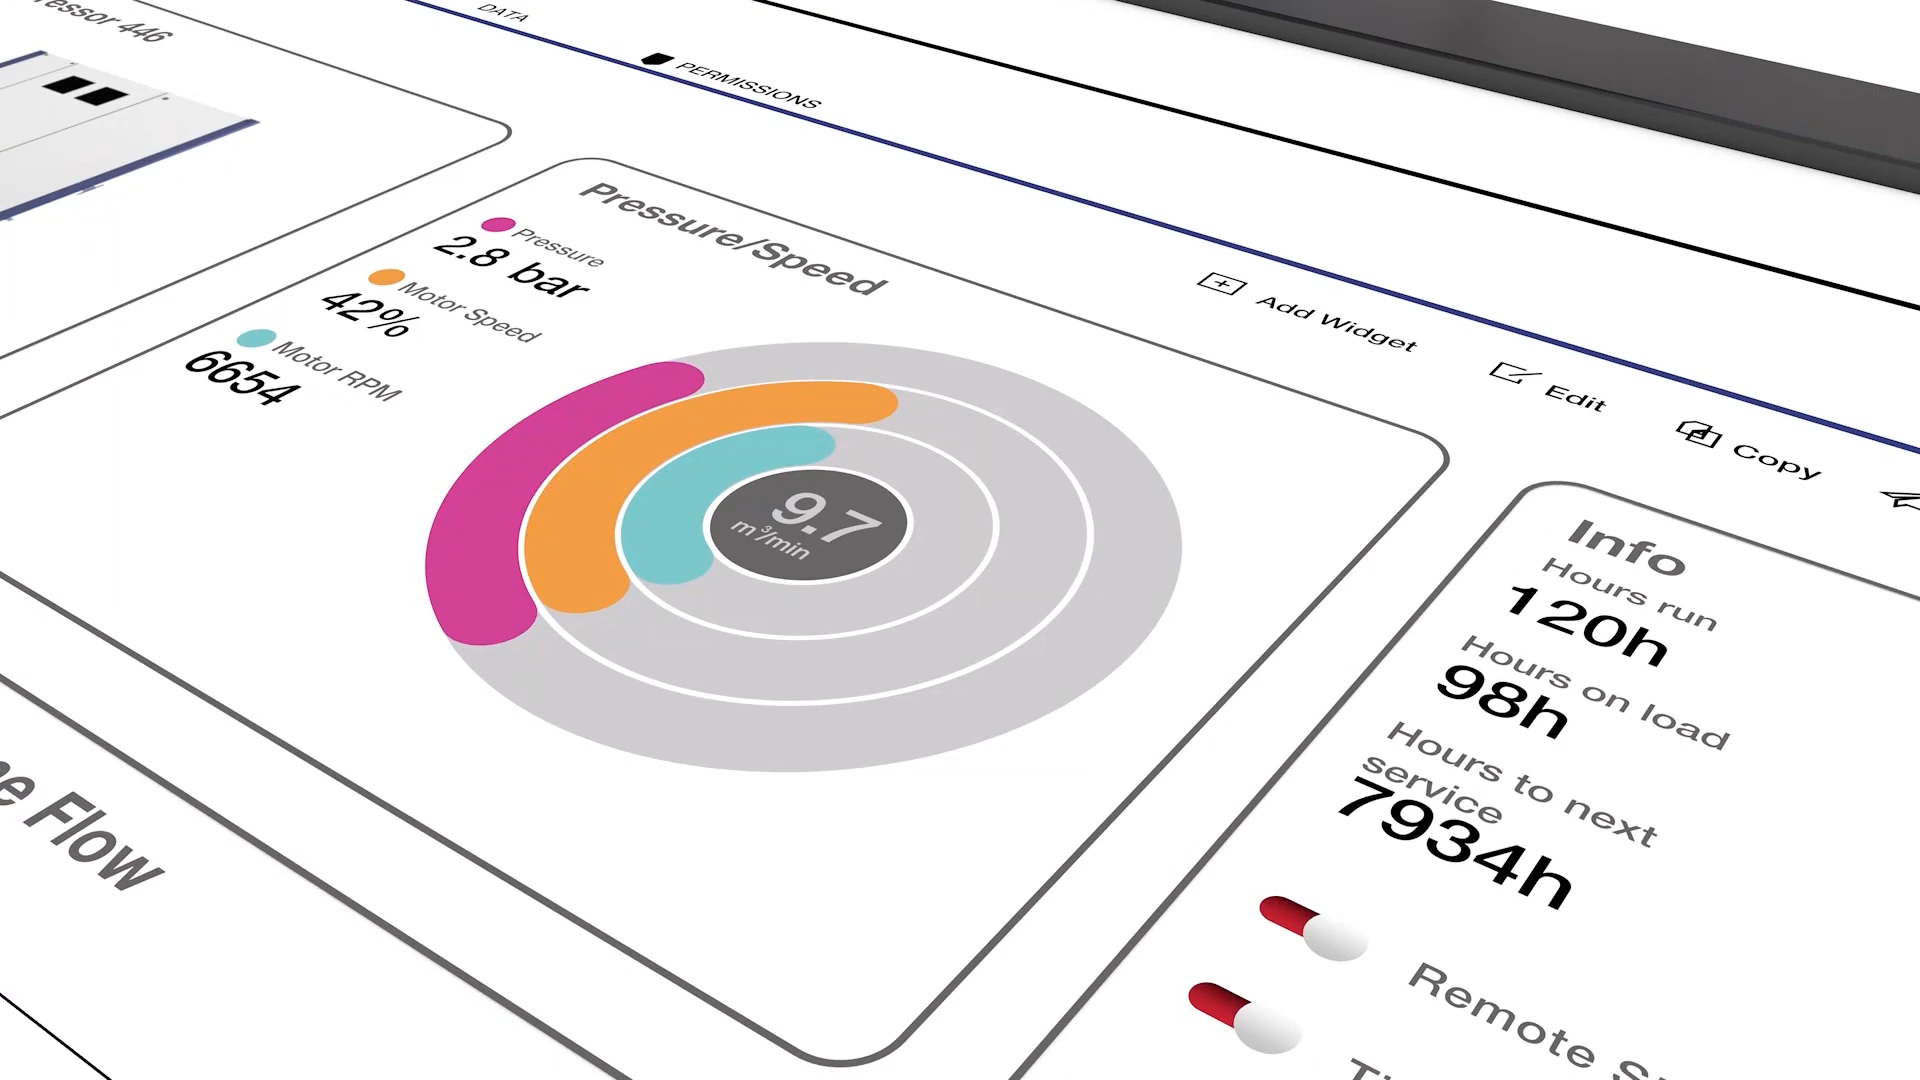 446
DATA
PERMISSIONS
Pressure/Speed
Pressure
2.8 bar
Motor Speed
42%
Motor RPM
6654
9.7
m³/min
Add Widget
Edit
Copy
Info
Hours run
120h
Hours on load
98h
Hours to next
service
7934h
Remote
Flow